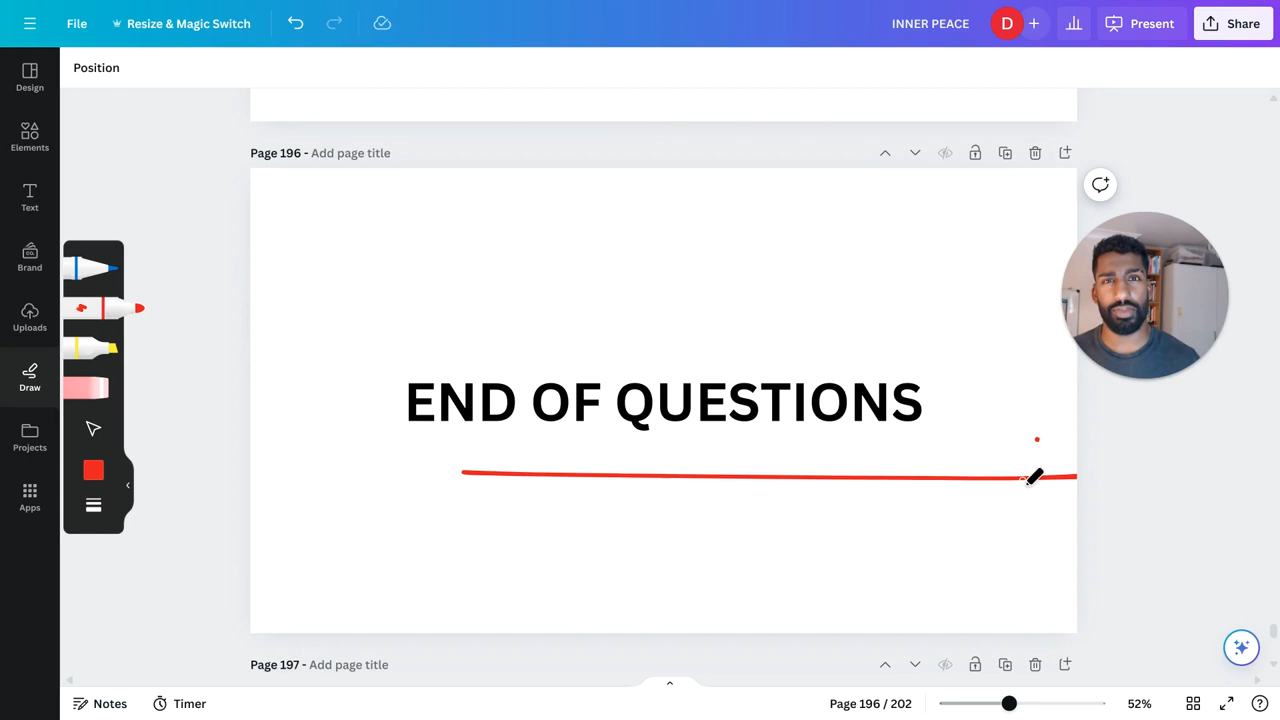 File
Resize & Magic Switch
INNER PEACE
D
Present
Share
Position
Design
Elements
Text
Brand
Uploads
Draw
Projects
Apps
Page 196 - Add page title
END OF QUESTIONS
Page 197 - Add page title
Notes
Timer
Page 196 / 202
52%